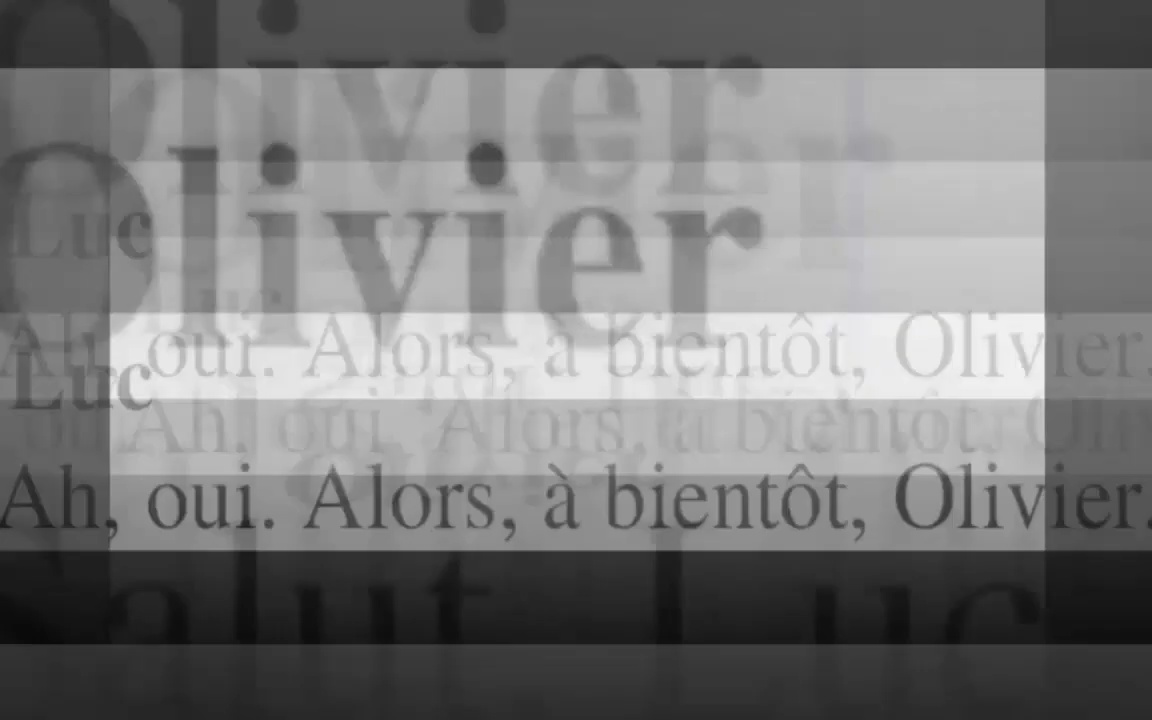 Olivier
Olivier
Luc
Ah, oui. Alors, à bientôt, Olivier.
Luc
Ah, oui. Alors, à bientôt, Oli
Ah, oui. Alors, à bientôt, Olivier.
Salut, Luc